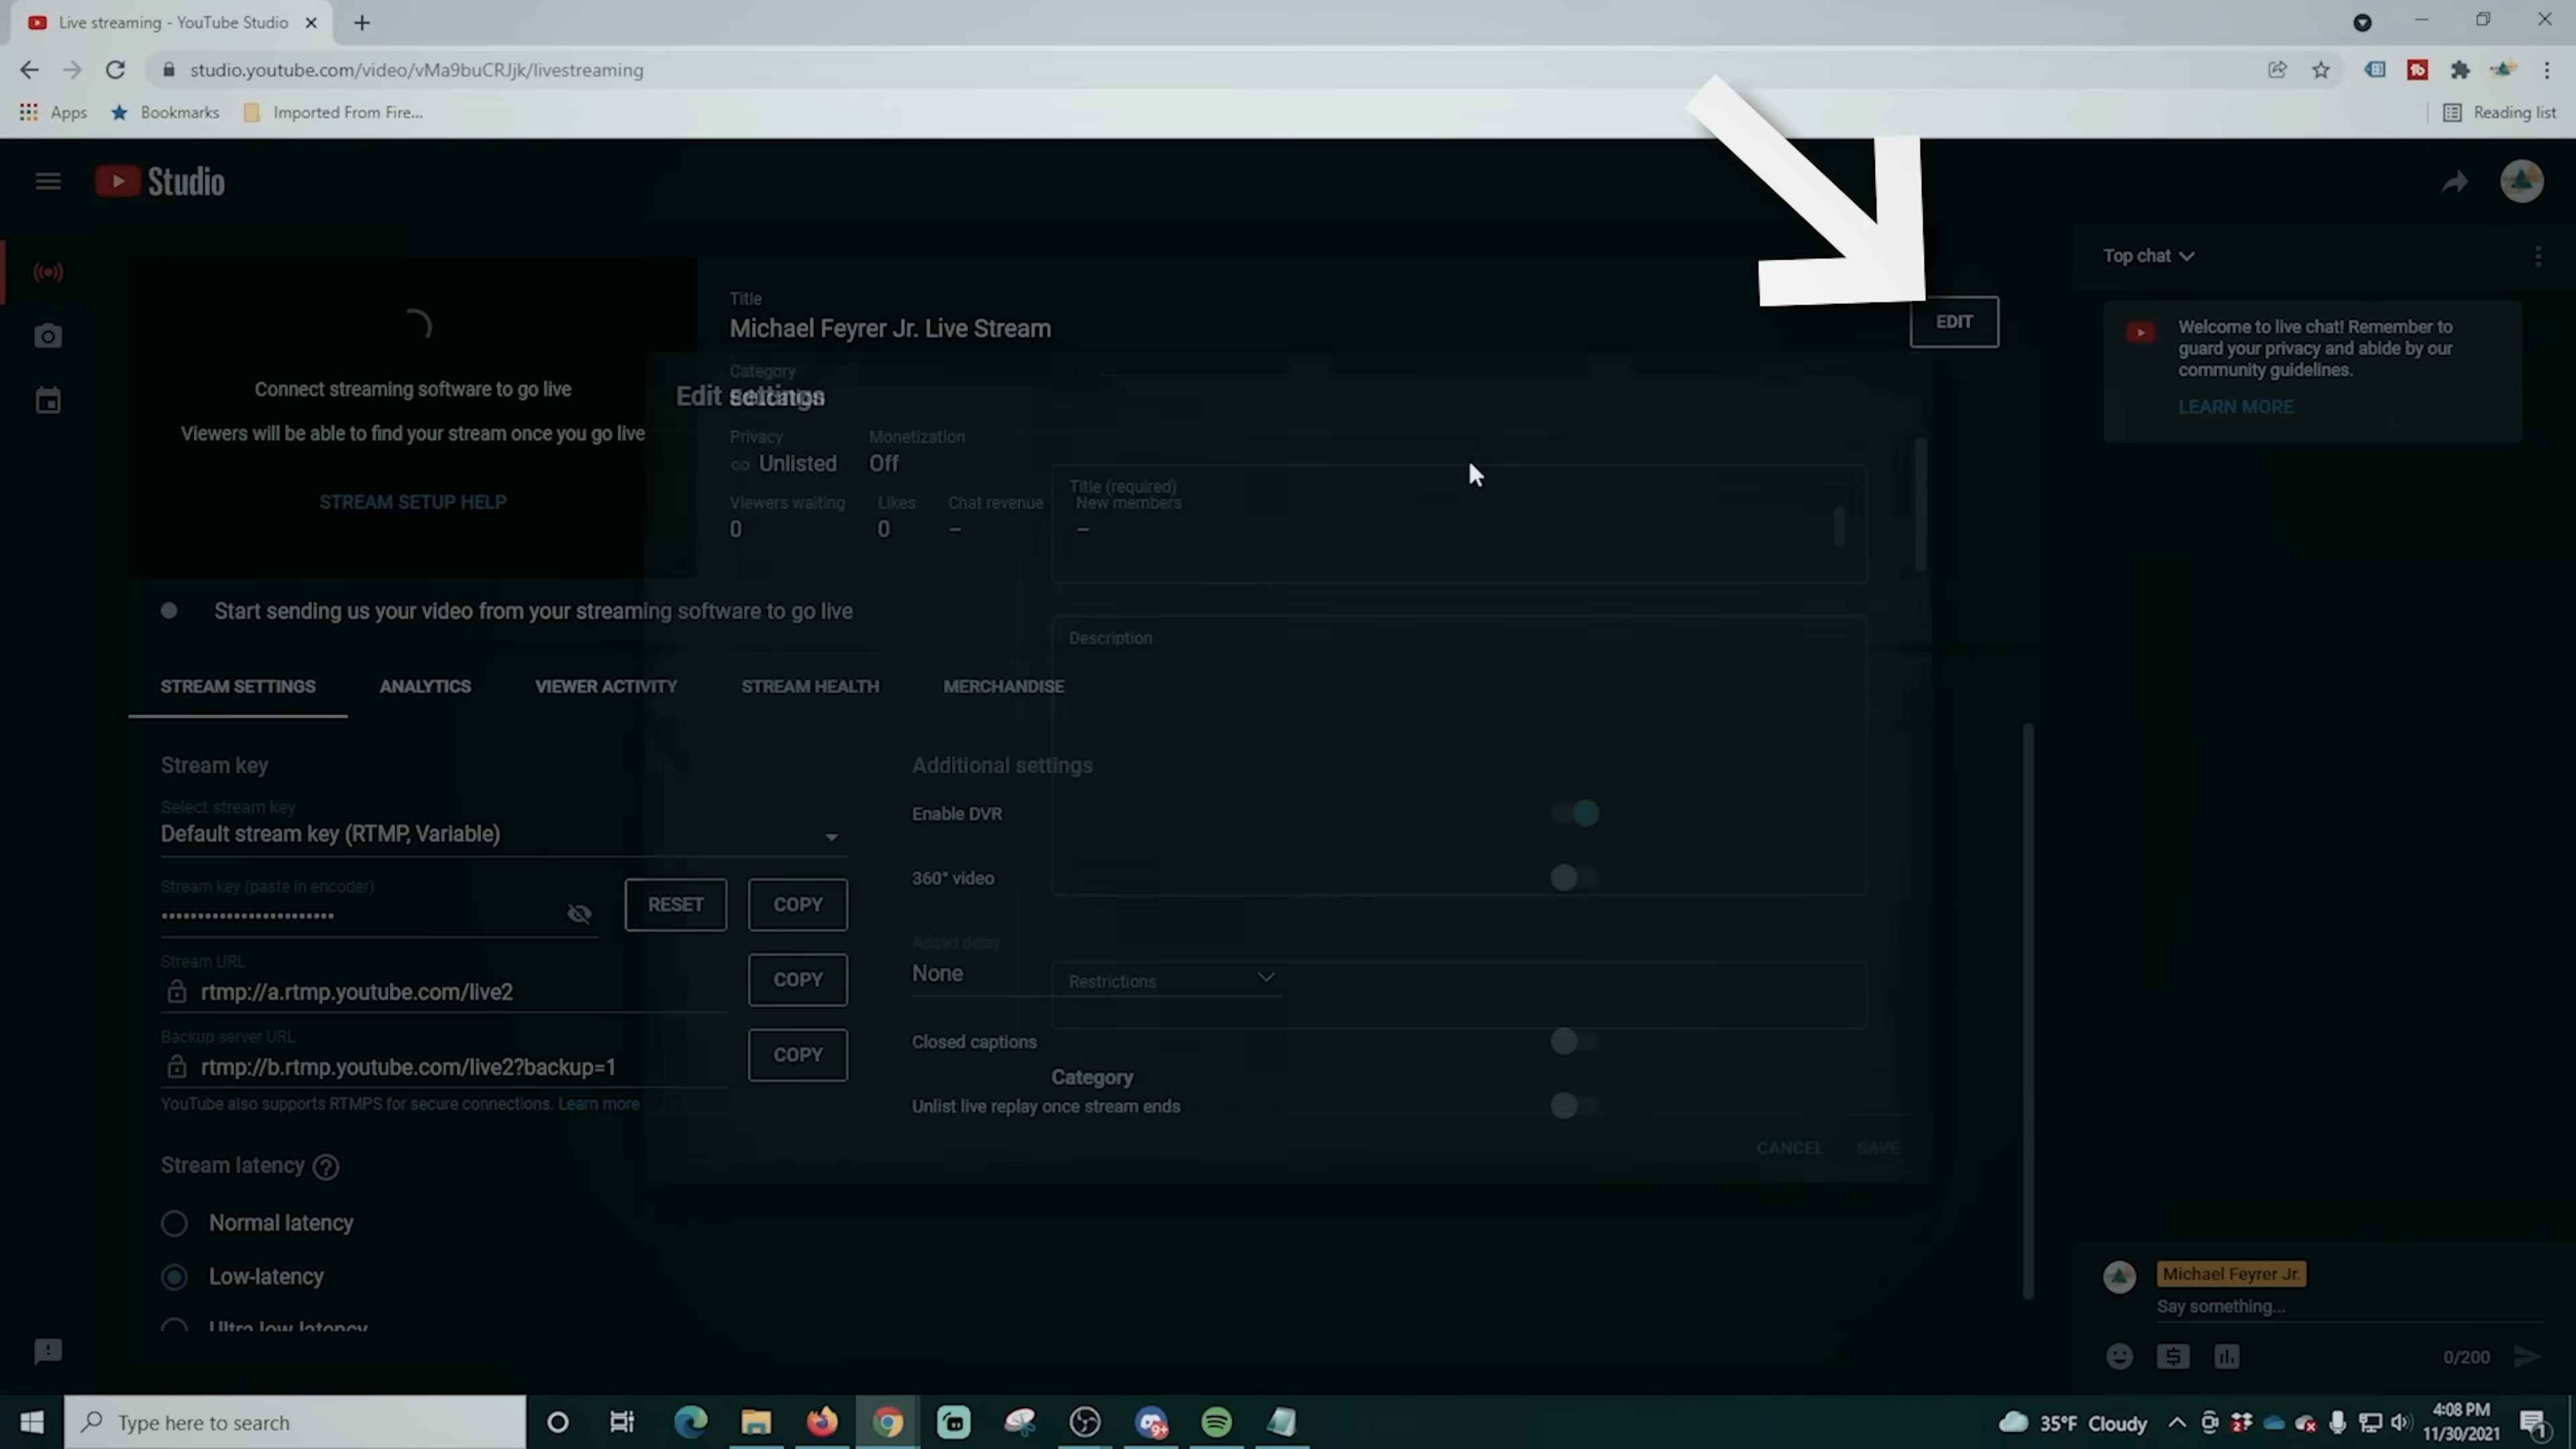 Live streaming - YouTube Studio
studio.youtube.com/video/vMa9buCRJjk/livestreaming
Apps
Bookmarks
Imported From Fire...
Reading list
Studio
Connect streaming software to go live
Viewers will be able to find your stream once you go live
STREAM SETUP HELP
Title
Michael Feyrer Jr. Live Stream
EDIT
Category
Edit settings
Education
Privacy
Monetization
Unlisted
Off
Title (required)
Viewers waiting
Likes
Chat revenue
New members
0
0
–
–
Top chat
Welcome to live chat! Remember to
guard your privacy and abide by our
community guidelines.
LEARN MORE
Start sending us your video from your streaming software to go live
Description
STREAM SETTINGS
ANALYTICS
VIEWER ACTIVITY
STREAM HEALTH
MERCHANDISE
Stream key
Select stream key
Default stream key (RTMP, Variable)
Stream key (paste in encoder)
••••••••••••••••••••••••
RESET
COPY
Stream URL
rtmp://a.rtmp.youtube.com/live2
COPY
Backup server URL
rtmp://b.rtmp.youtube.com/live2?backup=1
COPY
YouTube also supports RTMPS for secure connections. Learn more
Stream latency
?
Normal latency
Low-latency
Ultra low-latency
Additional settings
Enable DVR
360° video
Added delay
None
Restrictions
Closed captions
Category
Unlist live replay once stream ends
CANCEL
SAVE
Michael Feyrer Jr.
Say something...
0/200
Type here to search
9+
35°F Cloudy
2
4:08 PM
11/30/2021
1